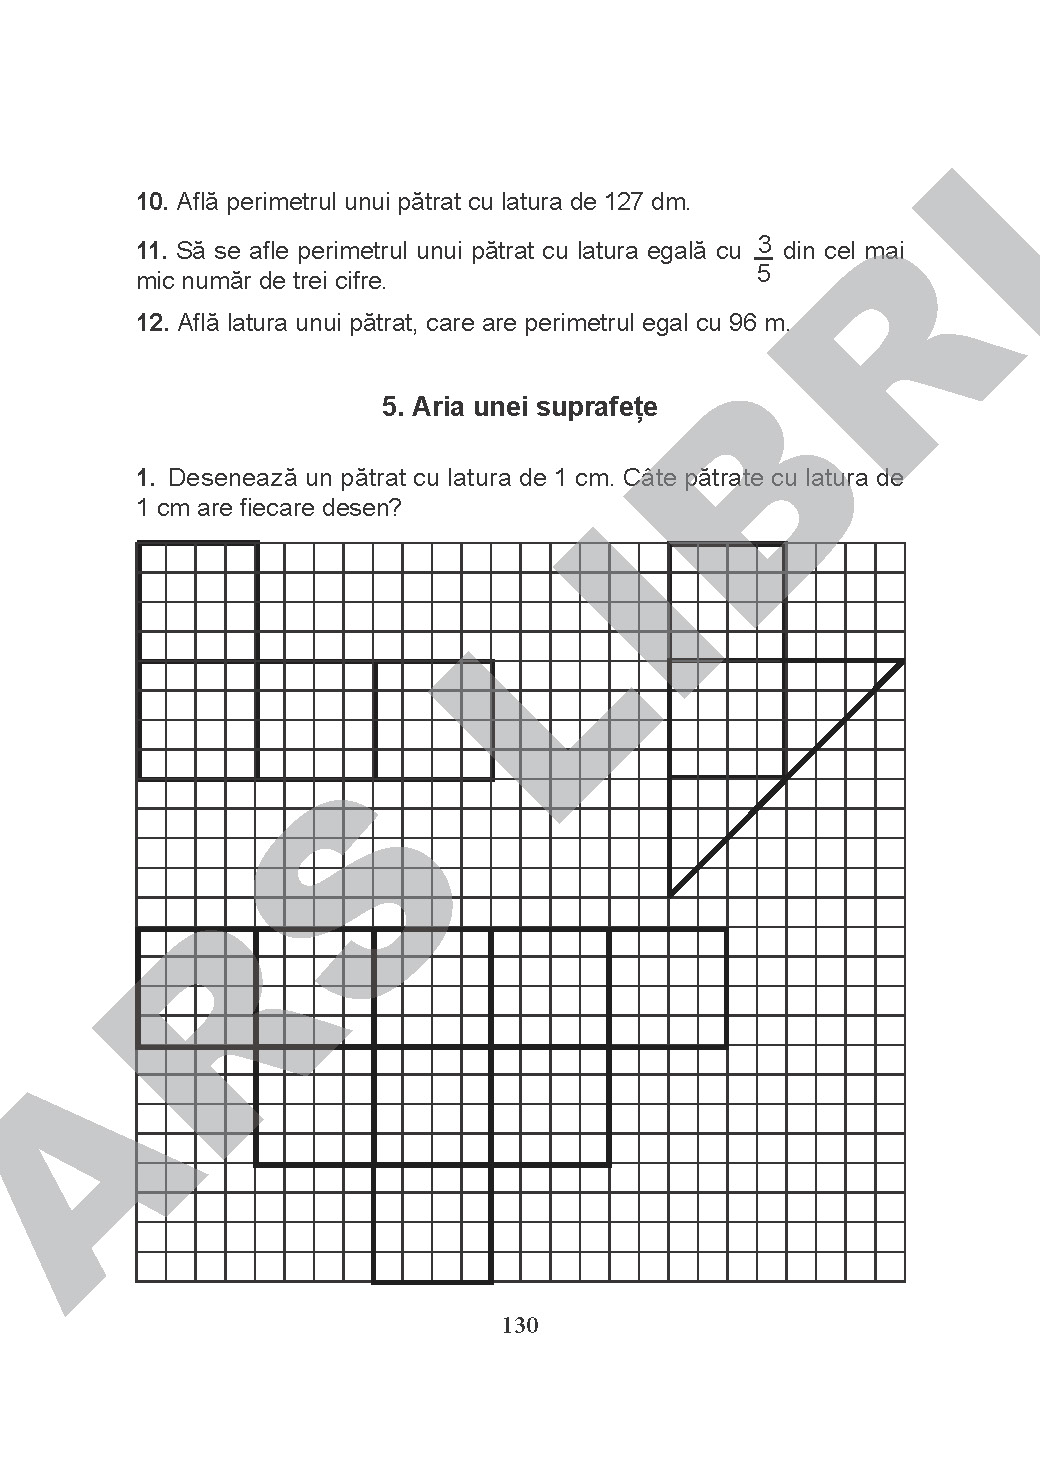 10. Află perimetrul unui pătrat cu latura de 127 dm.
11. Să se afle perimetrul unui pătrat cu latura egală cu 3/5 din cel mai
mic număr de trei cifre.
12. Află latura unui pătrat, care are perimetrul egal cu 96 m.
5. Aria unei suprafețe
1. Desenează un pătrat cu latura de 1 cm. Câte pătrate cu latura de
1 cm are fiecare desen?
ARS LIBRI
130